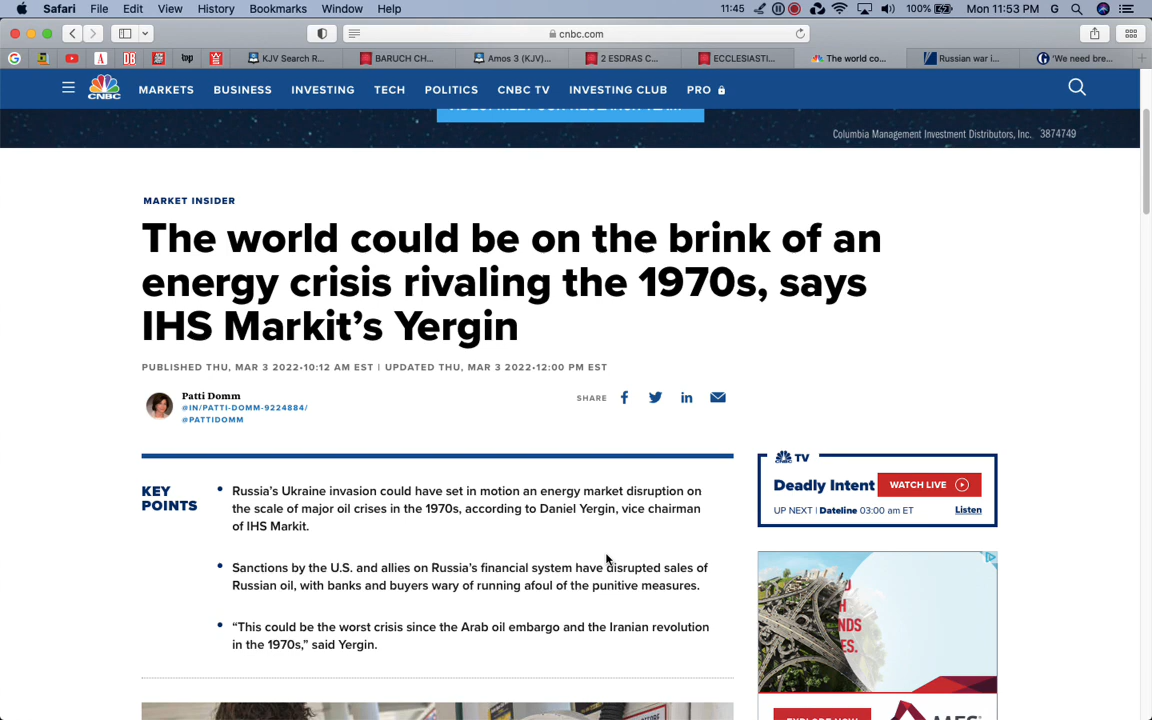 Safari File Edit View History Bookmarks Window Help 11:45 100% Mon 11:53 PM G
cnbc.com
KJV Search R... BARUCH CH... Amos 3 (KJV)... 2 ESDRAS C... ECCLESIASTI... The world co... Russian war i... 'We need bre...
CNBC MARKETS BUSINESS INVESTING TECH POLITICS CNBC TV INVESTING CLUB PRO
Columbia Management Investment Distributors, Inc. 3874749
MARKET INSIDER
The world could be on the brink of an
energy crisis rivaling the 1970s, says
IHS Markit's Yergin
PUBLISHED THU, MAR 3 2022•10:12 AM EST | UPDATED THU, MAR 3 2022•12:00 PM EST
Patti Domm
@IN/PATTI-DOMM-9224884/
@PATTIDOMM
SHARE
KEY
POINTS
Russia's Ukraine invasion could have set in motion an energy market disruption on
the scale of major oil crises in the 1970s, according to Daniel Yergin, vice chairman
of IHS Markit.
Sanctions by the U.S. and allies on Russia's financial system have disrupted sales of
Russian oil, with banks and buyers wary of running afoul of the punitive measures.
“This could be the worst crisis since the Arab oil embargo and the Iranian revolution
in the 1970s,” said Yergin.
TV
Deadly Intent WATCH LIVE
UP NEXT | Dateline 03:00 am ET Listen